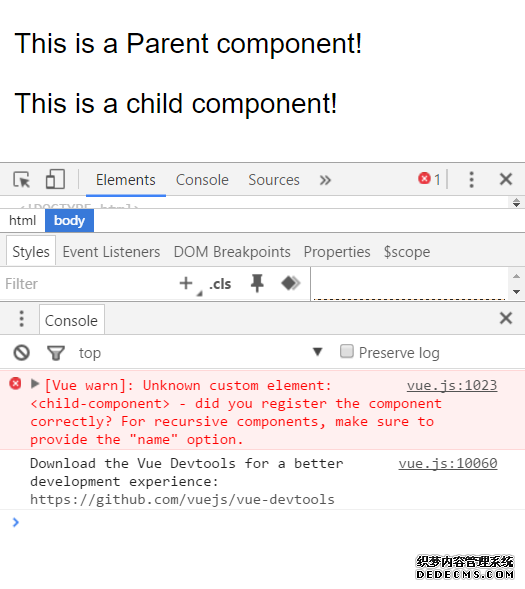 This is a Parent component!
This is a child component!
Elements Console Sources » 1
<!DOCTYPE html>
html body
Styles Event Listeners DOM Breakpoints Properties $scope
Filter + .cls
Console
top Preserve log
[Vue warn]: Unknown custom element: vue.js:1023
<child-component> - did you register the component
correctly? For recursive components, make sure to
provide the "name" option.
Download the Vue Devtools for a better vue.js:10060
development experience:
https://github.com/vuejs/vue-devtools
织梦内容管理系统
DEDECMS.COM